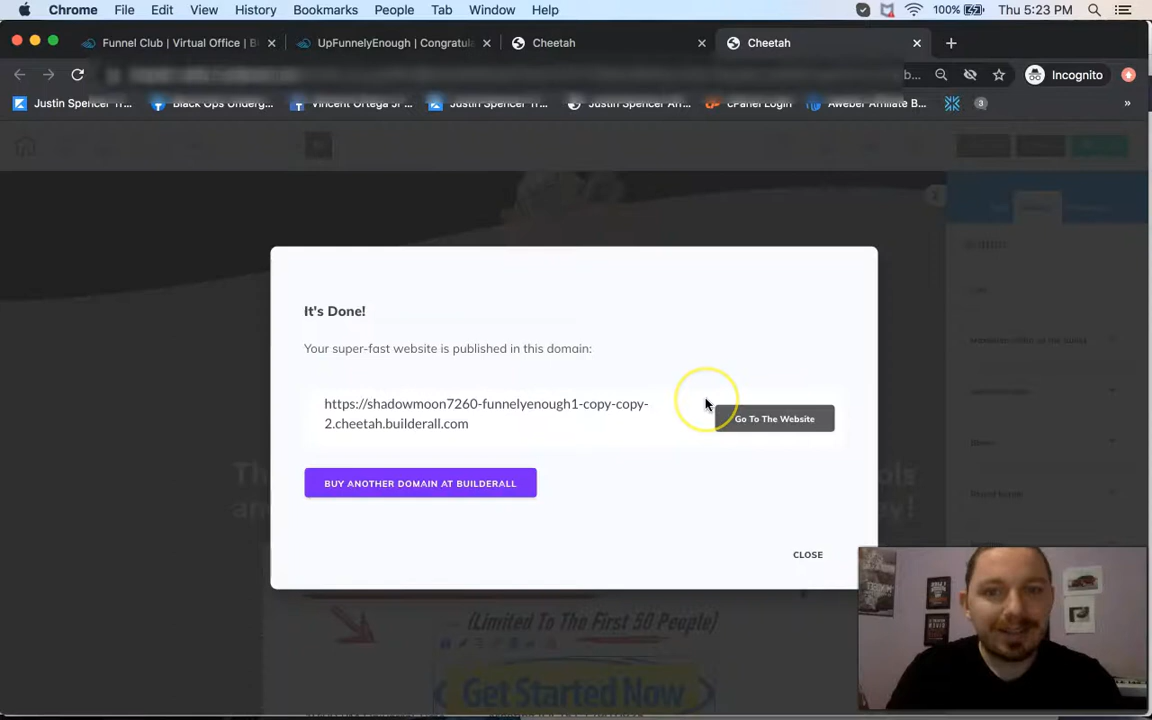 Chrome File Edit View History Bookmarks People Tab Window Help 100% Thu 5:23 PM
Funnel Club | Virtual Office | B UpFunnelyEnough | Congratula Cheetah Cheetah
b... Incognito
Justin Spencer Tr... Black Ops Underg... Vincent Ortega Jr ... Justin Spencer Tr... Justin Spencer Arr... cPanel Login Aweber Affiliate B... 3 »
It's Done!
Your super-fast website is published in this domain:
https://shadowmoon7260-funnelyenough1-copy-copy-
2.cheetah.builderall.com
Go To The Website
BUY ANOTHER DOMAIN AT BUILDERALL
CLOSE
(Limited To The First 50 People)
Get Started Now